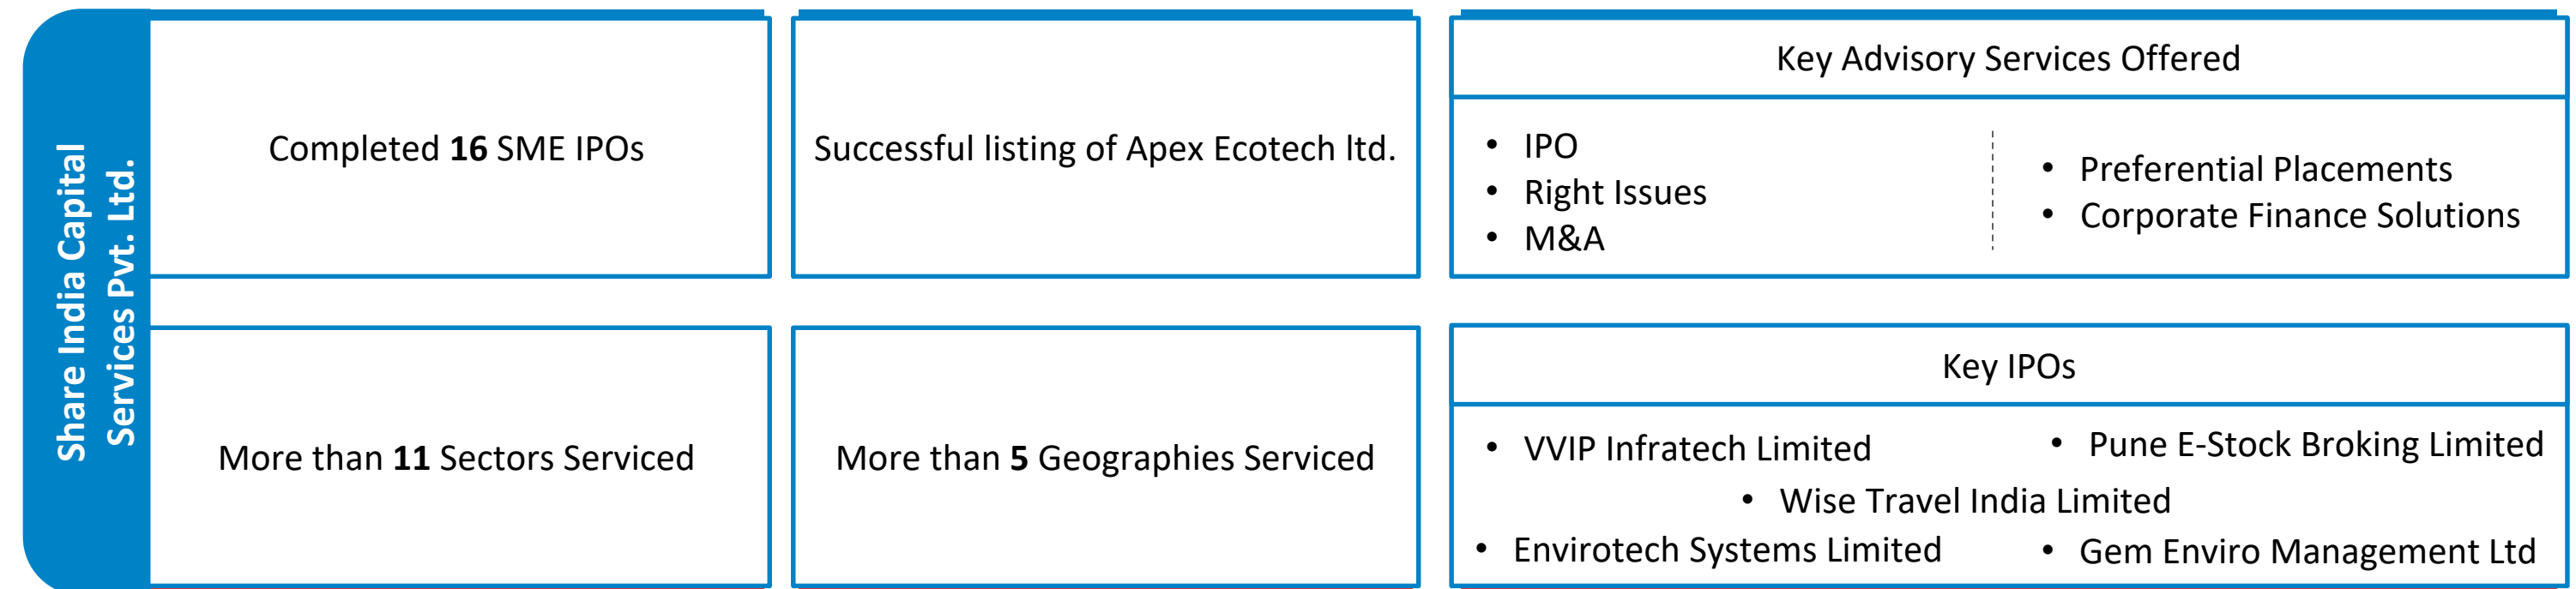 Share India Capital
Services Pvt. Ltd.
Completed 16 SME IPOs
Successful listing of Apex Ecotech ltd.
Key Advisory Services Offered
• IPO
• Right Issues
• M&A
• Preferential Placements
• Corporate Finance Solutions
More than 11 Sectors Serviced
More than 5 Geographies Serviced
Key IPOs
• VVIP Infratech Limited
• Pune E-Stock Broking Limited
• Wise Travel India Limited
• Envirotech Systems Limited
• Gem Enviro Management Ltd